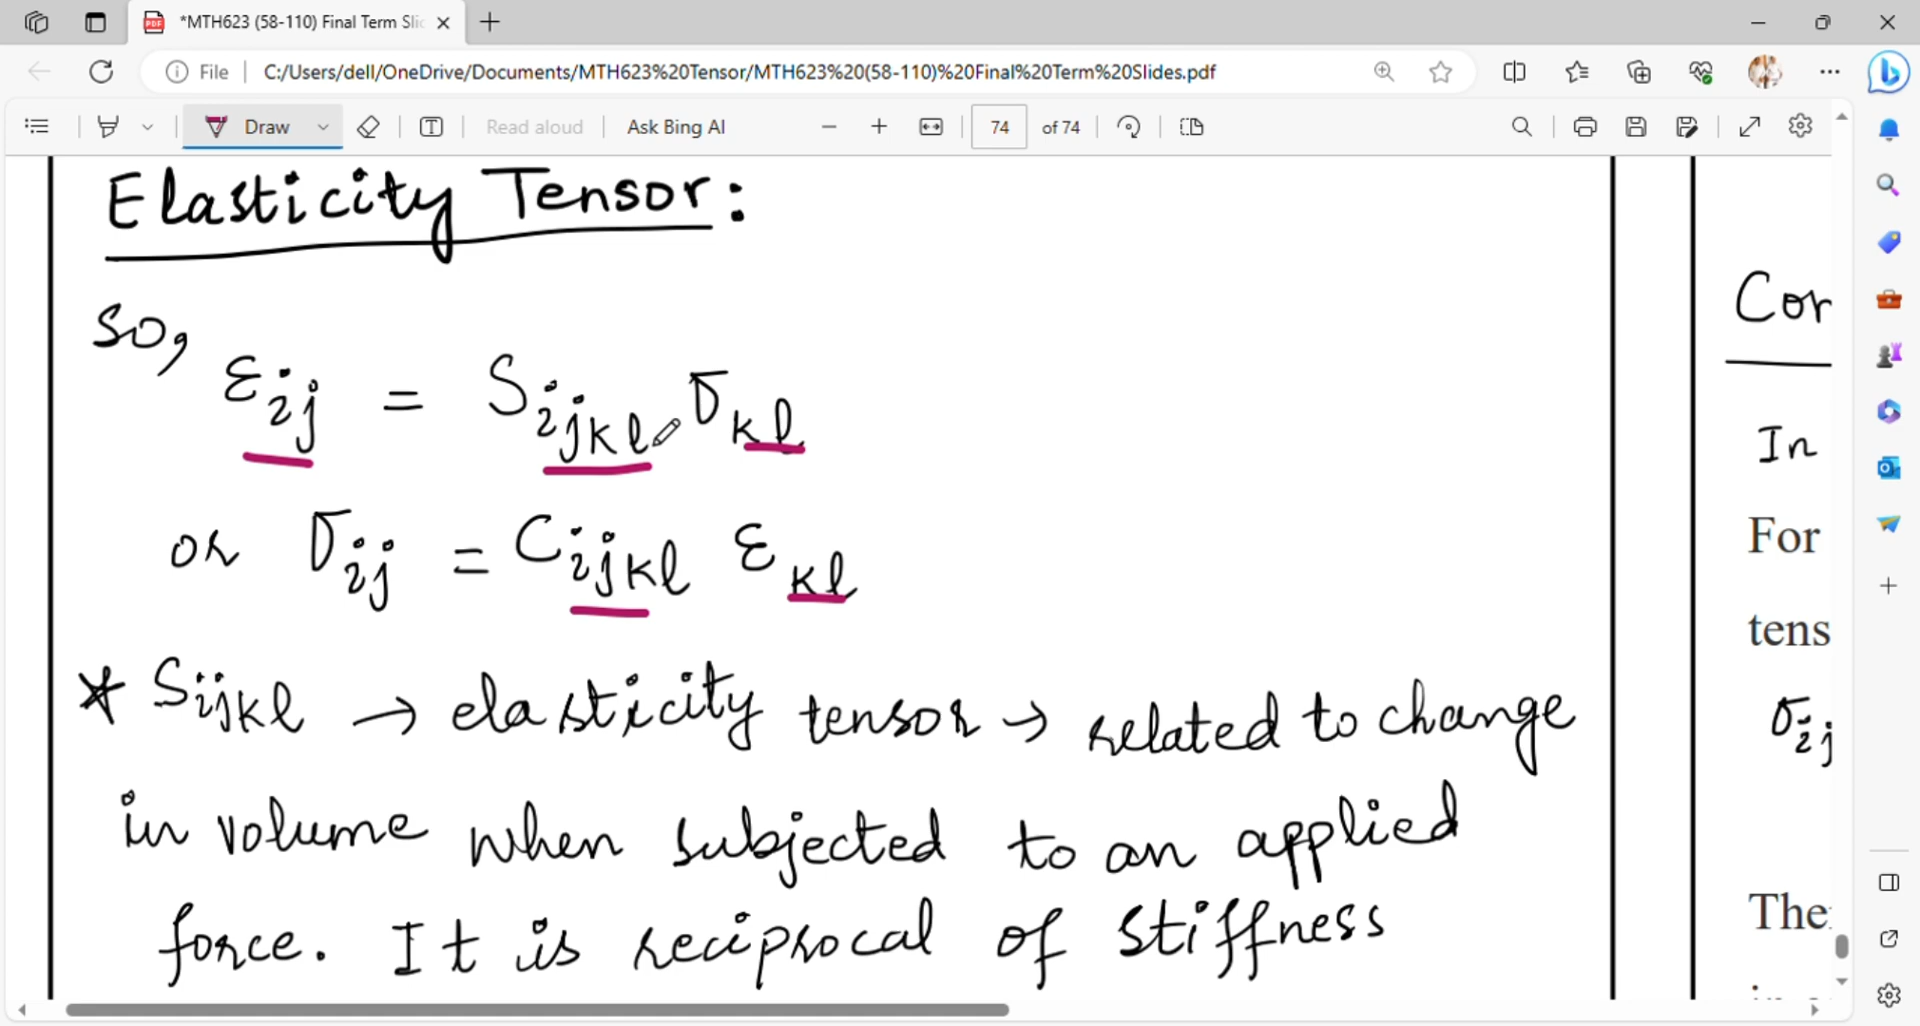 *MTH623 (58-110) Final Term Slic
File
C:/Users/dell/OneDrive/Documents/MTH623%20Tensor/MTH623%20(58-110)%20Final%20Term%20Slides.pdf
Draw
Read aloud
Ask Bing AI
74
of 74
Elasticity Tensor:
So,
εij = Sijkl σkl
or σij = Cijkl εkl
* Sijkl → elasticity tensor → related to change
in volume when subjected to an applied
force. It is reciprocal of stiffness
Cor
In
For
tens
σij
The